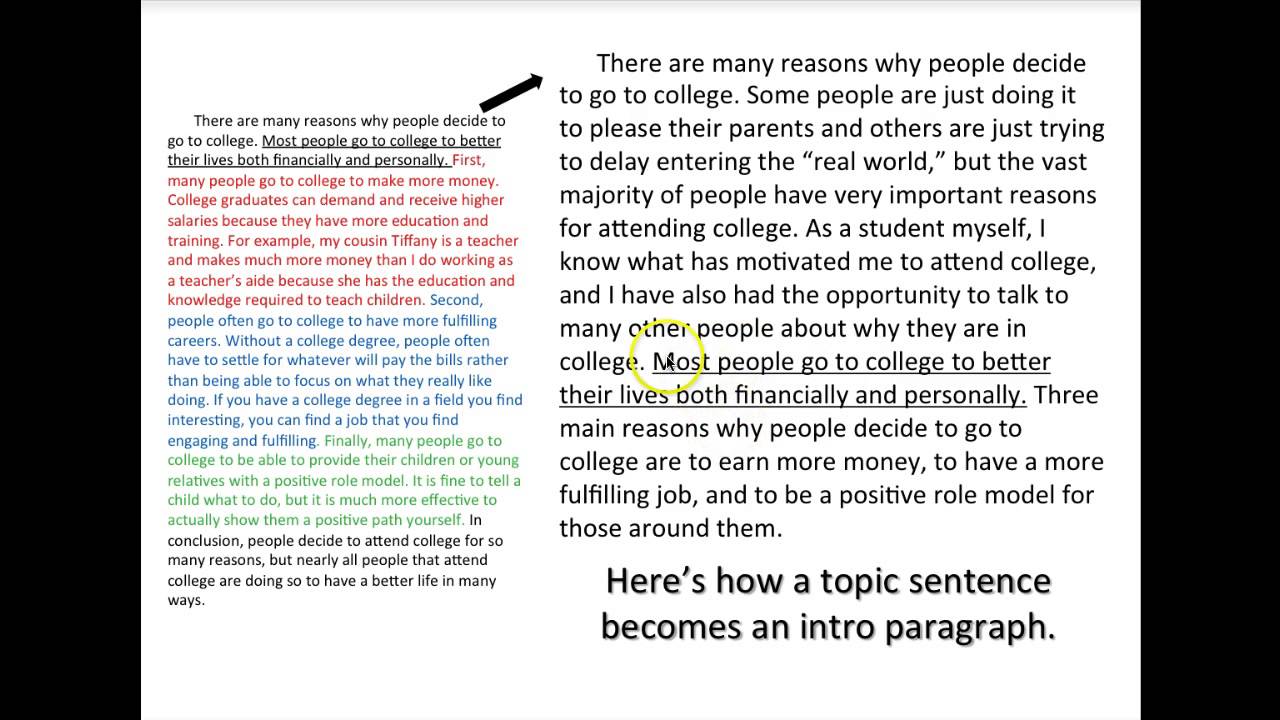 There are many reasons why people decide to
go to college. Most people go to college to better
their lives both financially and personally. First,
many people go to college to make more money.
College graduates can demand and receive higher
salaries because they have more education and
training. For example, my cousin Tiffany is a teacher
and makes much more money than I do working as
a teacher’s aide because she has the education and
knowledge required to teach children. Second,
people often go to college to have more fulfilling
careers. Without a college degree, people often
have to settle for whatever will pay the bills rather
than being able to focus on what they really like
doing. If you have a college degree in a field you find
interesting, you can find a job that you find
engaging and fulfilling. Finally, many people go to
college to be able to provide their children or young
relatives with a positive role model. It is fine to tell a
child what to do, but it is much more effective to
actually show them a positive path yourself. In
conclusion, people decide to attend college for so
many reasons, but nearly all people that attend
college are doing so to have a better life in many
ways.
There are many reasons why people decide
to go to college. Some people are just doing it
to please their parents and others are just trying
to delay entering the “real world,” but the vast
majority of people have very important reasons
for attending college. As a student myself, I
know what has motivated me to attend college,
and I have also had the opportunity to talk to
many other people about why they are in
college. Most people go to college to better
their lives both financially and personally. Three
main reasons why people decide to go to
college are to earn more money, to have a more
fulfilling job, and to be a positive role model for
those around them.
Here’s how a topic sentence
becomes an intro paragraph.